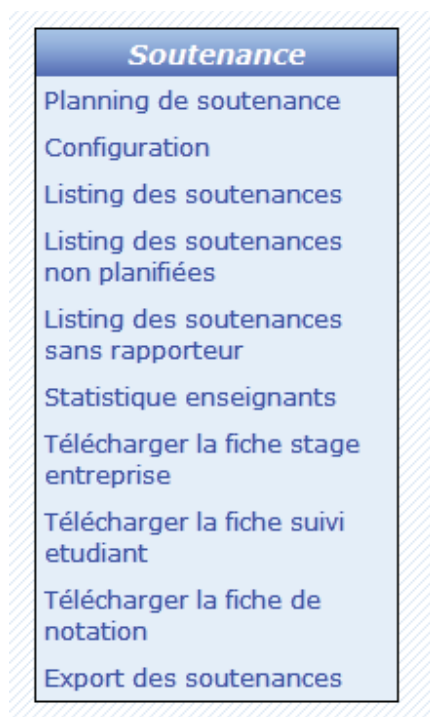 Soutenance
Planning de soutenance
Configuration
Listing des soutenances
Listing des soutenances
non planifiées
Listing des soutenances
sans rapporteur
Statistique enseignants
Télécharger la fiche stage
entreprise
Télécharger la fiche suivi
etudiant
Télécharger la fiche de
notation
Export des soutenances